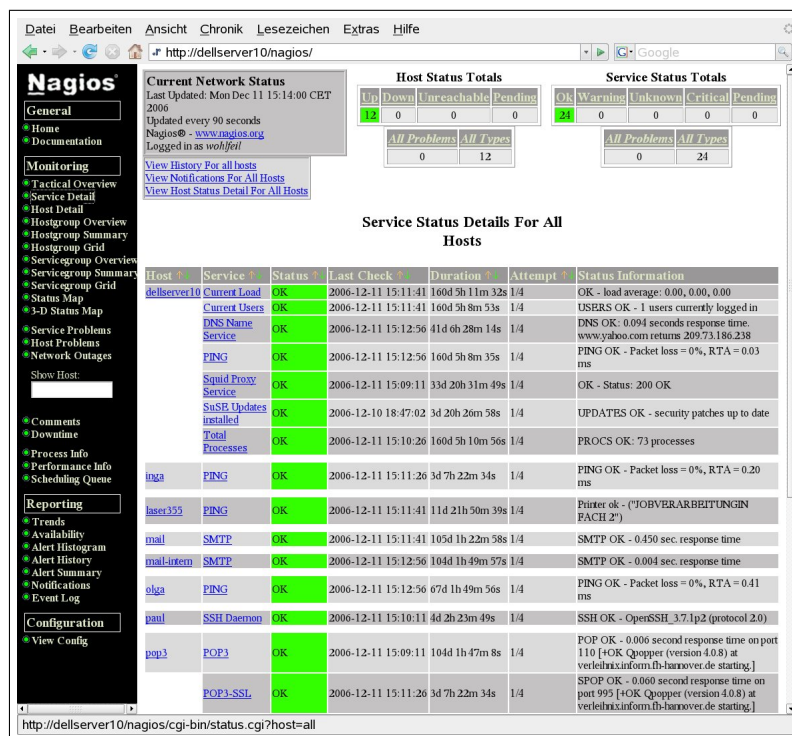 Datei Bearbeiten Ansicht Chronik Lesezeichen Extras Hilfe
http://dellserver10/nagios/
G Google
Nagios®
General
Home
Documentation
Monitoring
Tactical Overview
Service Detail
Host Detail
Hostgroup Overview
Hostgroup Summary
Hostgroup Grid
Servicegroup Overview
Servicegroup Summary
Servicegroup Grid
Status Map
3-D Status Map
Service Problems
Host Problems
Network Outages
Show Host:
Comments
Downtime
Process Info
Performance Info
Scheduling Queue
Reporting
Trends
Availability
Alert Histogram
Alert History
Alert Summary
Notifications
Event Log
Configuration
View Config
Current Network Status
Last Updated: Mon Dec 11 15:14:00 CET
2006
Updated every 90 seconds
Nagios® - www.nagios.org
Logged in as wohlfeil
View History For all hosts
View Notifications For All Hosts
View Host Status Detail For All Hosts
Host Status Totals
Up Down Unreachable Pending
12 0 0 0
All Problems All Types
0 12
Service Status Totals
Ok Warning Unknown Critical Pending
24 0 0 0 0
All Problems All Types
0 24
Service Status Details For All
Hosts
Host Service Status Last Check Duration Attempt Status Information
dellserver10 Current Load OK 2006-12-11 15:11:41 160d 5h 11m 32s 1/4 OK - load average: 0.00, 0.00, 0.00
Current Users OK 2006-12-11 15:11:41 160d 5h 8m 53s 1/4 USERS OK - 1 users currently logged in
DNS Name
Service OK 2006-12-11 15:12:56 41d 6h 28m 14s 1/4 DNS OK: 0.094 seconds response time.
www.yahoo.com returns 209.73.186.238
PING OK 2006-12-11 15:12:56 160d 5h 8m 35s 1/4 PING OK - Packet loss = 0%, RTA = 0.03
ms
Squid Proxy
Service OK 2006-12-11 15:09:11 33d 20h 31m 49s 1/4 OK - Status: 200 OK
SuSE Updates
installed OK 2006-12-10 18:47:02 3d 20h 26m 58s 1/4 UPDATES OK - security patches up to date
Total
Processes OK 2006-12-11 15:10:26 160d 5h 10m 56s 1/4 PROCS OK: 73 processes
inga PING OK 2006-12-11 15:11:26 3d 7h 22m 34s 1/4 PING OK - Packet loss = 0%, RTA = 0.20
ms
laser355 PING OK 2006-12-11 15:11:41 11d 21h 50m 39s 1/4 Printer ok - ("JOBVERARBEITUNGIN
FACH 2")
mail SMTP OK 2006-12-11 15:11:41 105d 1h 22m 58s 1/4 SMTP OK - 0.450 sec. response time
mail-intern SMTP OK 2006-12-11 15:12:56 104d 1h 49m 57s 1/4 SMTP OK - 0.004 sec. response time
olga PING OK 2006-12-11 15:12:56 67d 1h 49m 56s 1/4 PING OK - Packet loss = 0%, RTA = 0.41
ms
paul SSH Daemon OK 2006-12-11 15:10:11 4d 2h 23m 49s 1/4 SSH OK - OpenSSH_3.7.1p2 (protocol 2.0)
pop3 POP3 OK 2006-12-11 15:09:11 104d 1h 47m 8s 1/4 POP OK - 0.006 second response time on port
110 [+OK Qpopper (version 4.0.8) at
verleihnix.inform.fh-hannover.de starting.]
POP3-SSL OK 2006-12-11 15:11:26 3d 7h 22m 34s 1/4 SPOP OK - 0.060 second response time on
port 995 [+OK Qpopper (version 4.0.8) at
verleihnix.inform.fh-hannover.de starting.]
http://dellserver10/nagios/cgi-bin/status.cgi?host=all